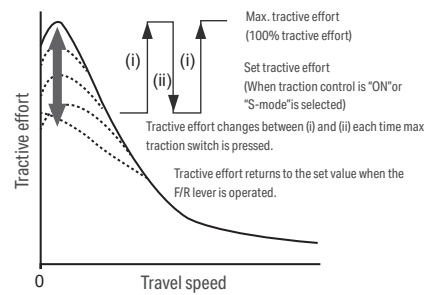 Max. tractive effort
(100% tractive effort)
(i)
(i)
(ii)
Set tractive effort
(When traction control is "ON"or
"S-mode"is selected)
Tractive effort changes between (i) and (ii) each time max
traction switch is pressed.
Tractive effort returns to the set value when the
F/R lever is operated.
Tractive effort
0
Travel speed